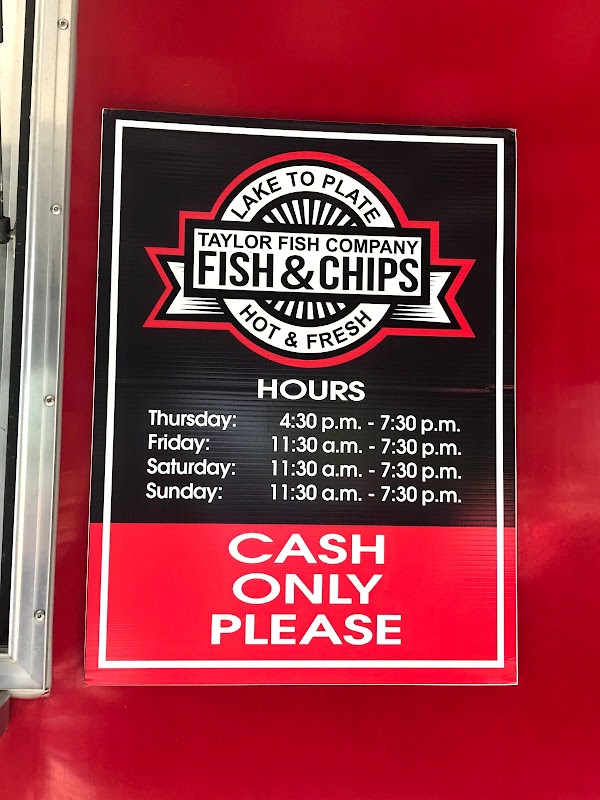 LAKE TO PLATE
TAYLOR FISH COMPANY
FISH & CHIPS
HOT & FRESH
HOURS
Thursday: 4:30 p.m. - 7:30 p.m.
Friday: 11:30 a.m. - 7:30 p.m.
Saturday: 11:30 a.m. - 7:30 p.m.
Sunday: 11:30 a.m. - 7:30 p.m.
CASH
ONLY
PLEASE